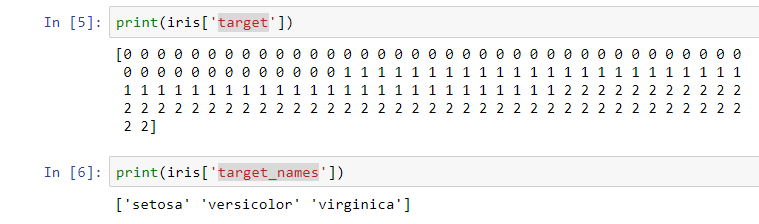 In [5]: print(iris['target'])
[0 0 0 0 0 0 0 0 0 0 0 0 0 0 0 0 0 0 0 0 0 0 0 0 0 0 0 0 0 0 0 0 0 0 0 0 0
0 0 0 0 0 0 0 0 0 0 0 0 0 1 1 1 1 1 1 1 1 1 1 1 1 1 1 1 1 1 1 1 1 1 1 1 1
1 1 1 1 1 1 1 1 1 1 1 1 1 1 1 1 1 1 1 1 1 1 1 1 1 1 2 2 2 2 2 2 2 2 2 2 2
2 2 2 2 2 2 2 2 2 2 2 2 2 2 2 2 2 2 2 2 2 2 2 2 2 2 2 2 2 2 2 2 2 2 2 2 2
2 2]
In [6]: print(iris['target_names'])
['setosa' 'versicolor' 'virginica']